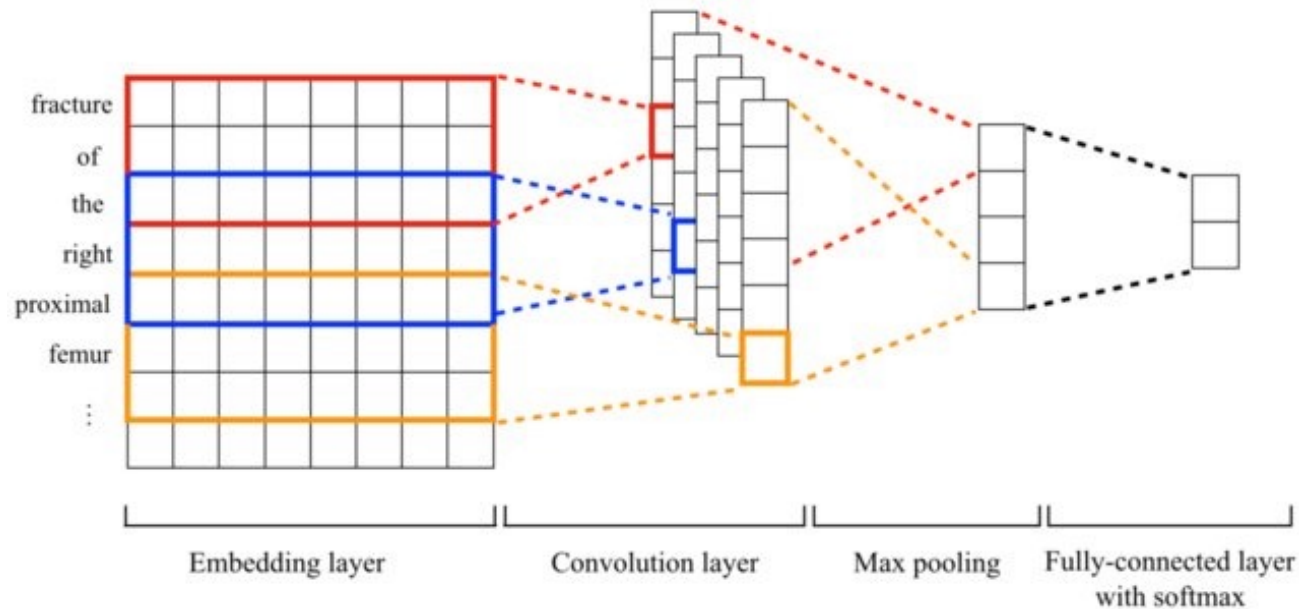 fracture
of
the
right
proximal
femur
⋮
Embedding layer
Convolution layer
Max pooling
Fully-connected layer
with softmax